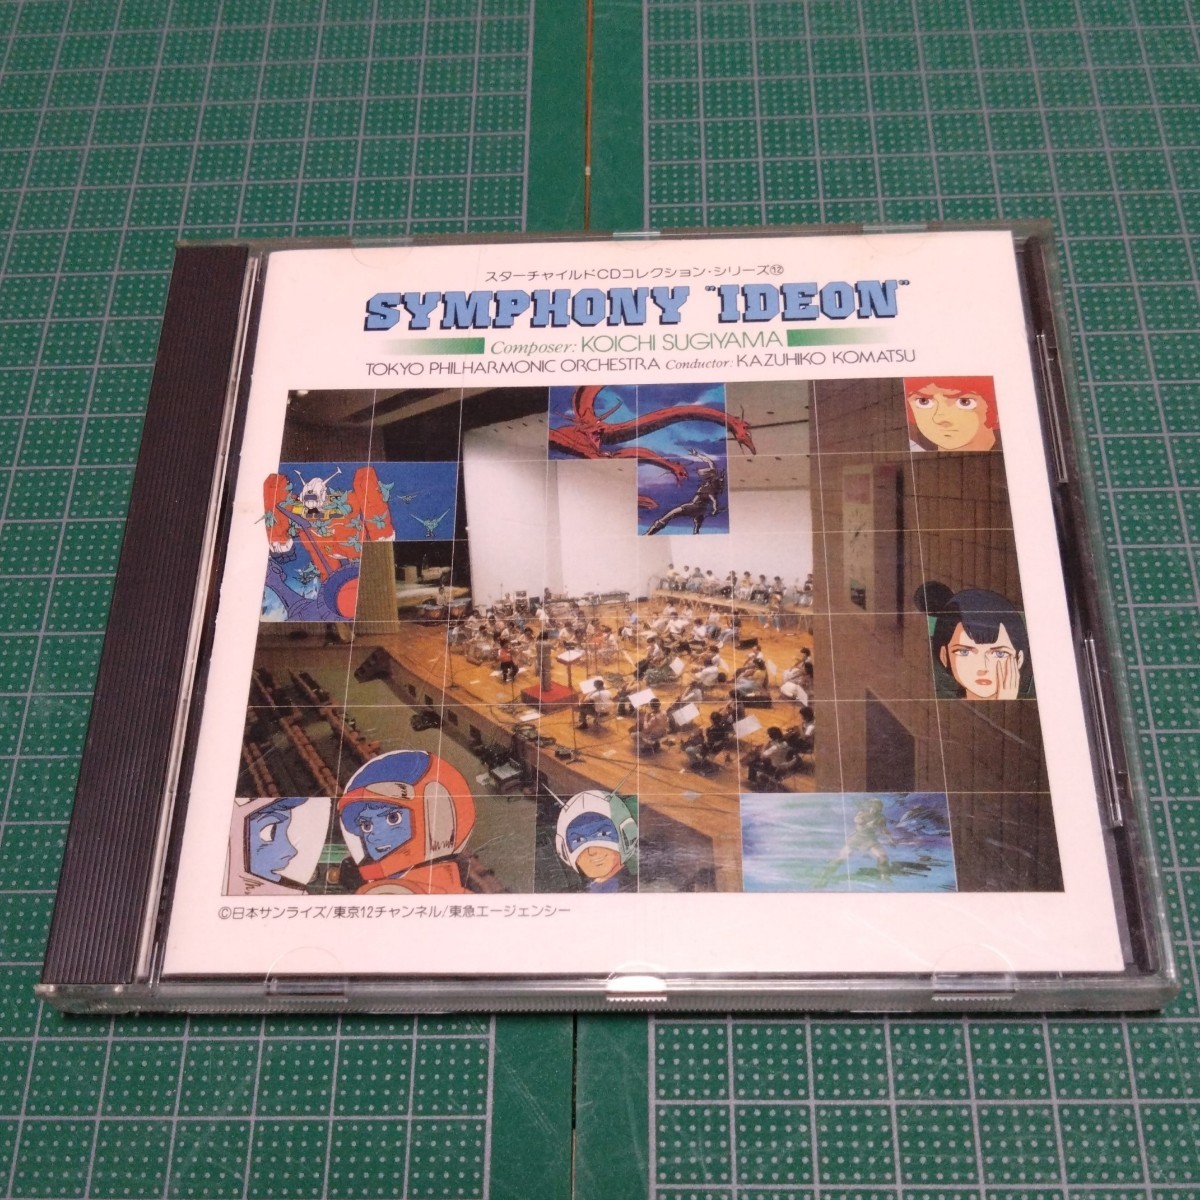 スターチャイルドCDコレクション・シリーズ⑫
SYMPHONY "IDEON"
Composer: KOICHI SUGIYAMA
TOKYO PHILHARMONIC ORCHESTRA Conductor: KAZUHIKO KOMATSU
©日本サンライズ/東京12チャンネル/東急エージェンシー